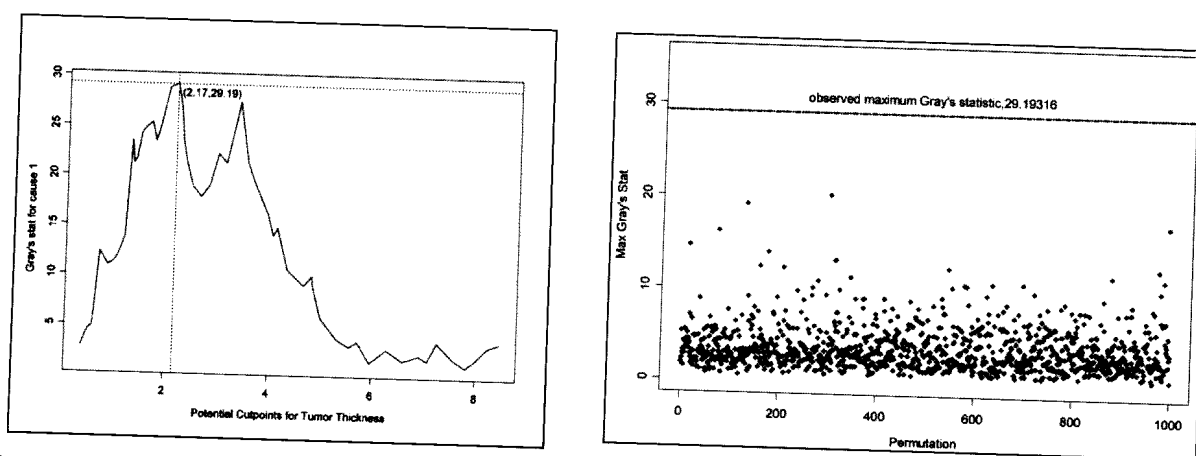 30
25
20
15
10
5
Gray's stat for cause 1
(2.17,29.19)
2 4 6 8
Potential Cutpoints for Tumor Thickness
30
20
10
0
Max Gray's Stat
observed maximum Gray's statistic,29.19316
0 200 400 600 800 1000
Permutation